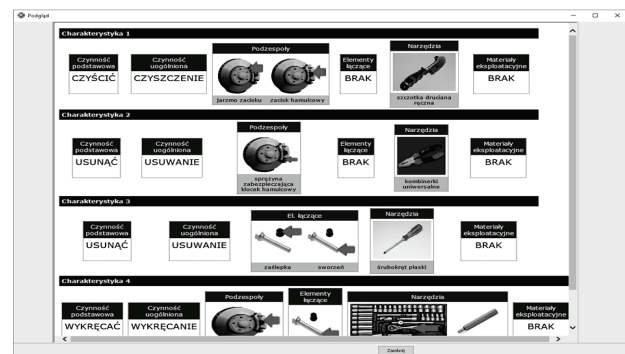 Podgląd
Charakterystyka 1
Czynność podstawowa
CZYŚCIĆ
Czynność uogólniona
CZYSZCZENIE
Podzespoły
jarzmo zacisku
zacisk hamulcowy
Elementy łączące
BRAK
Narzędzia
szczotka druciana
ręczna
Materiały eksploatacyjne
BRAK
Charakterystyka 2
Czynność podstawowa
USUNĄĆ
Czynność uogólniona
USUWANIE
Podzespoły
sprężyna
zabezpieczająca
klocek hamulcowy
Elementy łączące
BRAK
Narzędzia
kombinerki
uniwersalne
Materiały eksploatacyjne
BRAK
Charakterystyka 3
Czynność podstawowa
USUNĄĆ
Czynność uogólniona
USUWANIE
El. łączące
zaślepka
sworzeń
Narzędzia
śrubokręt płaski
Materiały eksploatacyjne
BRAK
Charakterystyka 4
Czynność podstawowa
WYKRĘCAĆ
Czynność uogólniona
WYKRĘCANIE
Podzespoły
Elementy łączące
Narzędzia
Materiały eksploatacyjne
BRAK
Zamknij